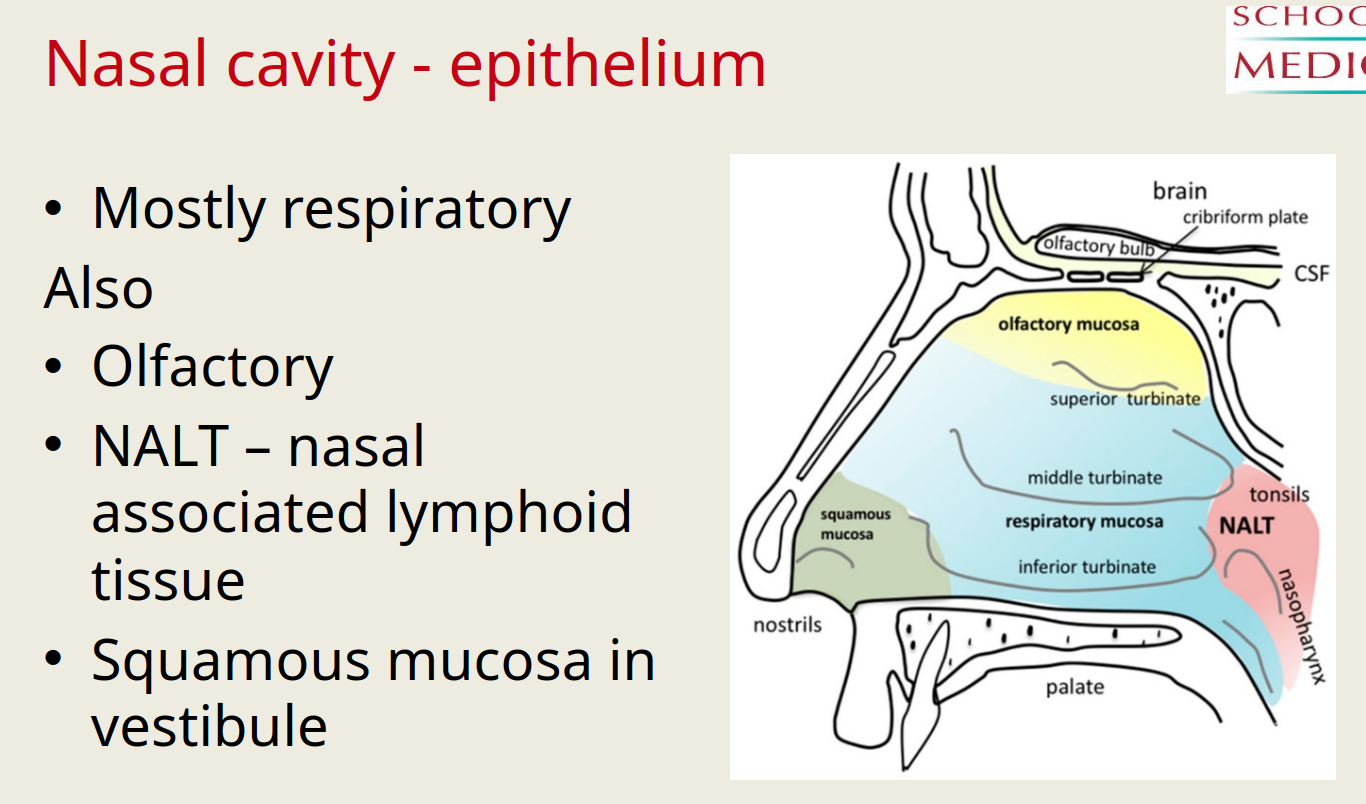 Nasal cavity - epithelium
• Mostly respiratory
Also
• Olfactory
• NALT – nasal
associated lymphoid
tissue
• Squamous mucosa in
vestibule
brain
cribriform plate
olfactory bulb
CSF
olfactory mucosa
superior turbinate
middle turbinate
tonsils
squamous
mucosa
respiratory mucosa
NALT
inferior turbinate
nasopharynx
nostrils
palate